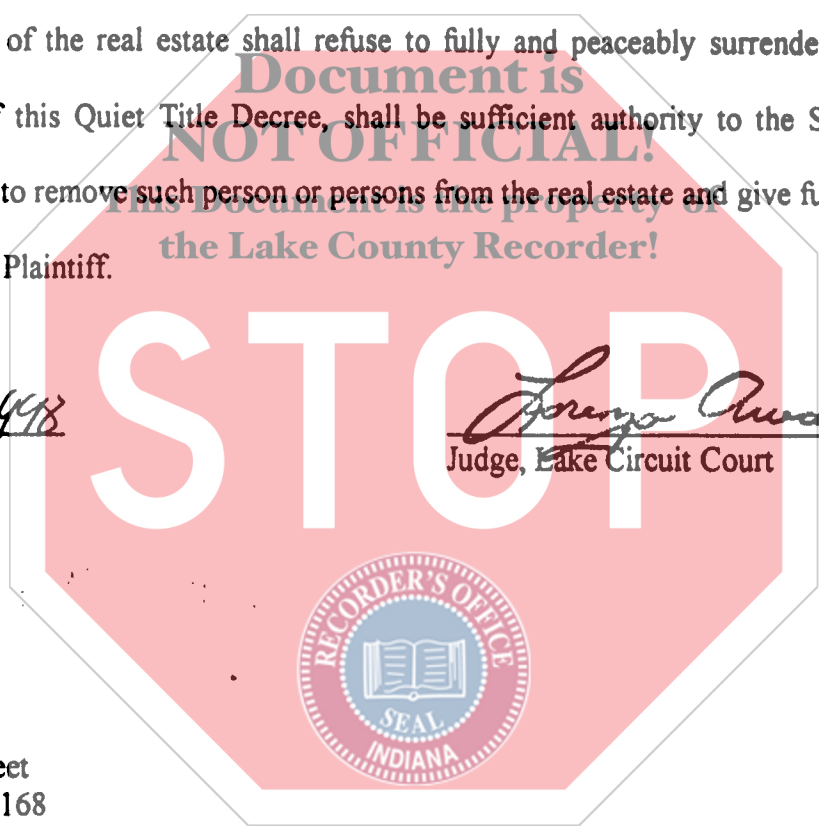 of the real estate shall refuse to fully and peaceably surrende
Document is
this Quiet Title Decree, shall be sufficient authority to the S
NOT OFFICIAL!
to remove such person or persons from the real estate and give fu
This Document is the property of
the Lake County Recorder!
Plaintiff.
STOP
998
Judge, Lake Circuit Court
RECORDER'S OFFICE
SEAL
INDIANA
eet
168